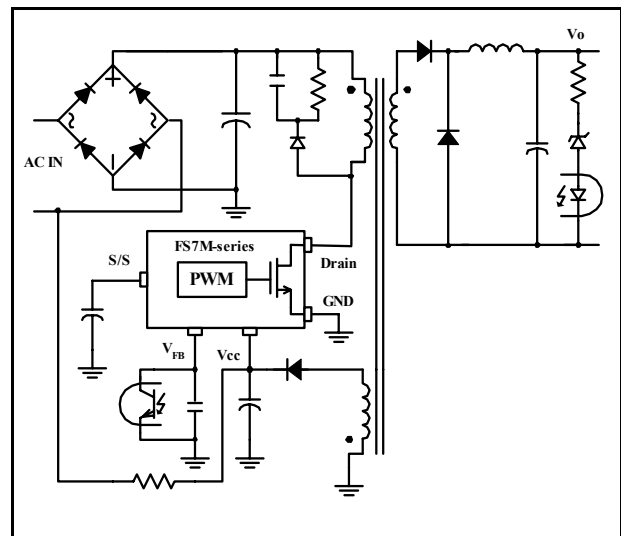 Vo
AC IN
FS7M-series
S/S
PWM
Drain
GND
VFB
Vcc